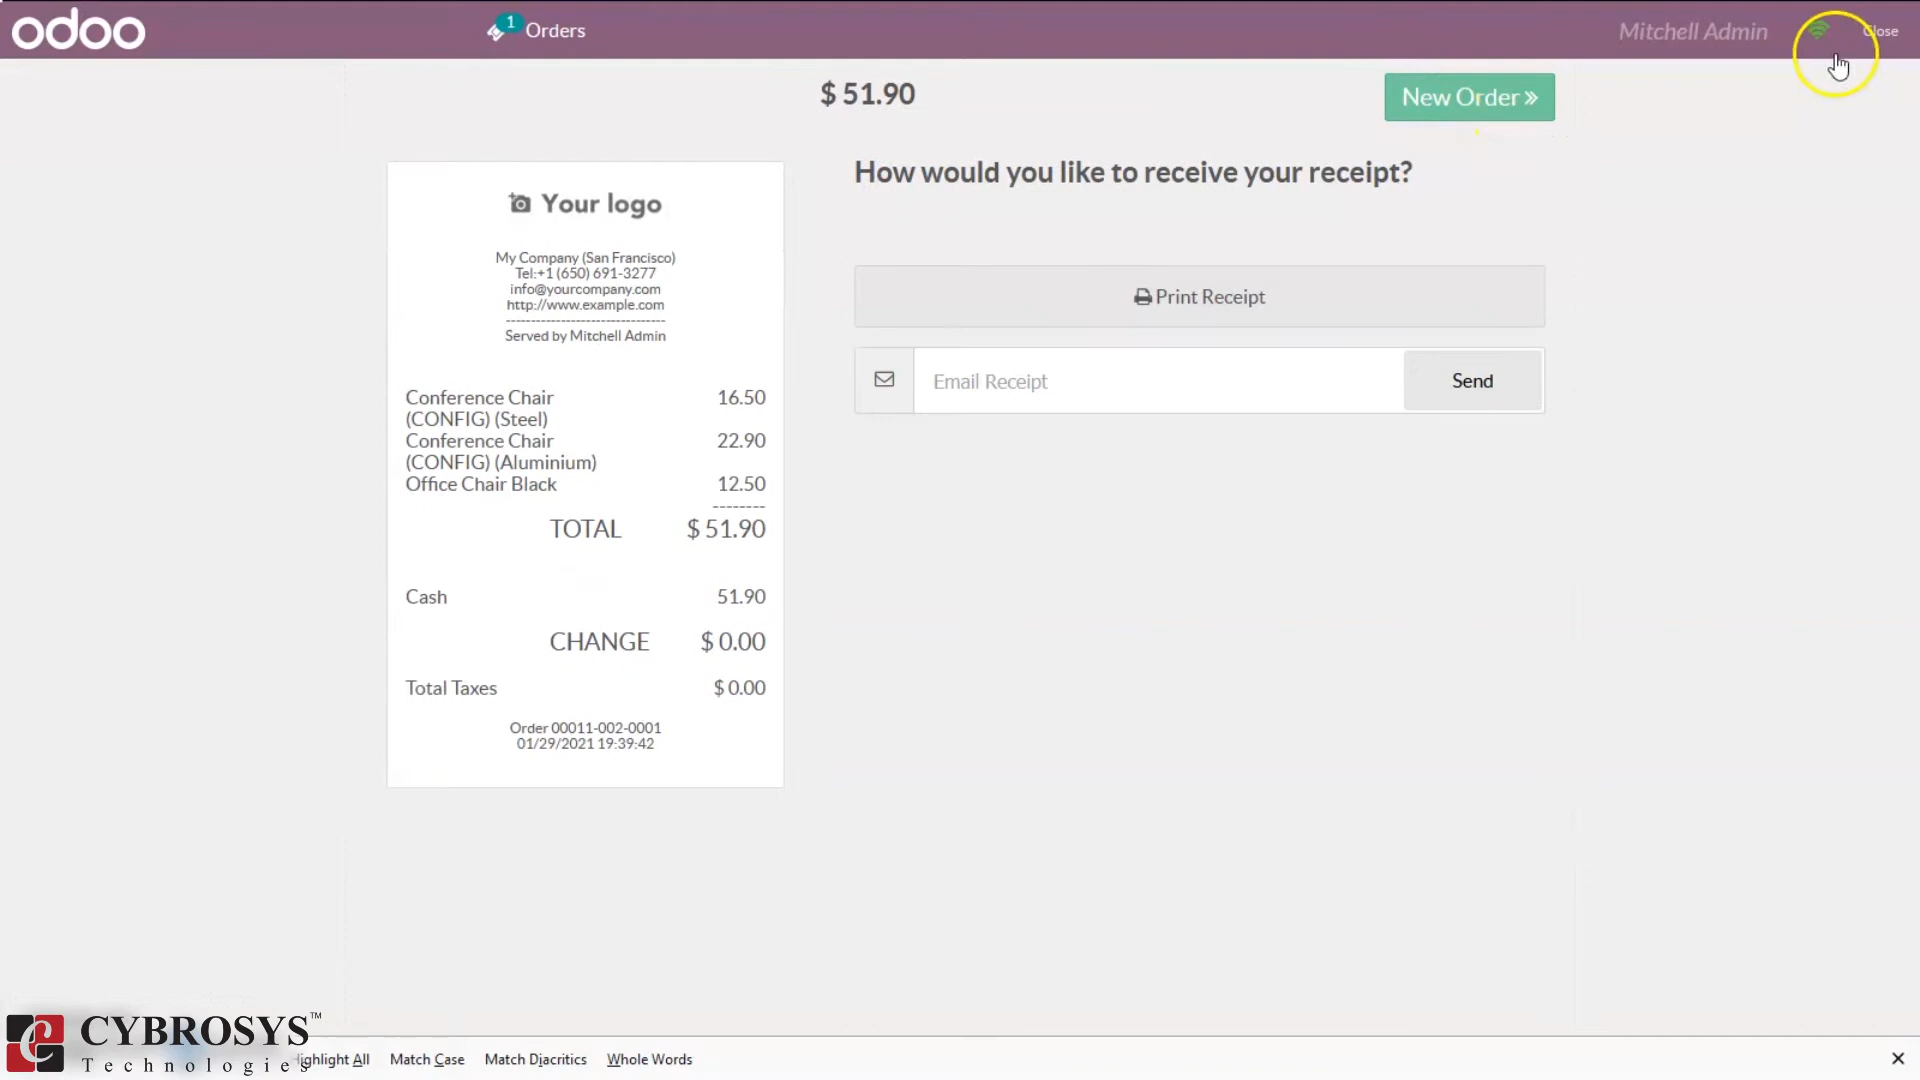 odoo
1 Orders
Mitchell Admin
Close
$ 51.90
New Order »
How would you like to receive your receipt?
Your logo
My Company (San Francisco)
Tel:+1 (650) 691-3277
info@yourcompany.com
http://www.example.com
--------------------------------
Served by Mitchell Admin
Conference Chair 16.50
(CONFIG) (Steel)
Conference Chair 22.90
(CONFIG) (Aluminium)
Office Chair Black 12.50
--------
TOTAL $ 51.90
Cash 51.90
CHANGE $ 0.00
Total Taxes $ 0.00
Order 00011-002-0001
01/29/2021 19:39:42
Print Receipt
Email Receipt
Send
CYBROSYS™
Technologies
ighlight All Match Case Match Diacritics Whole Words